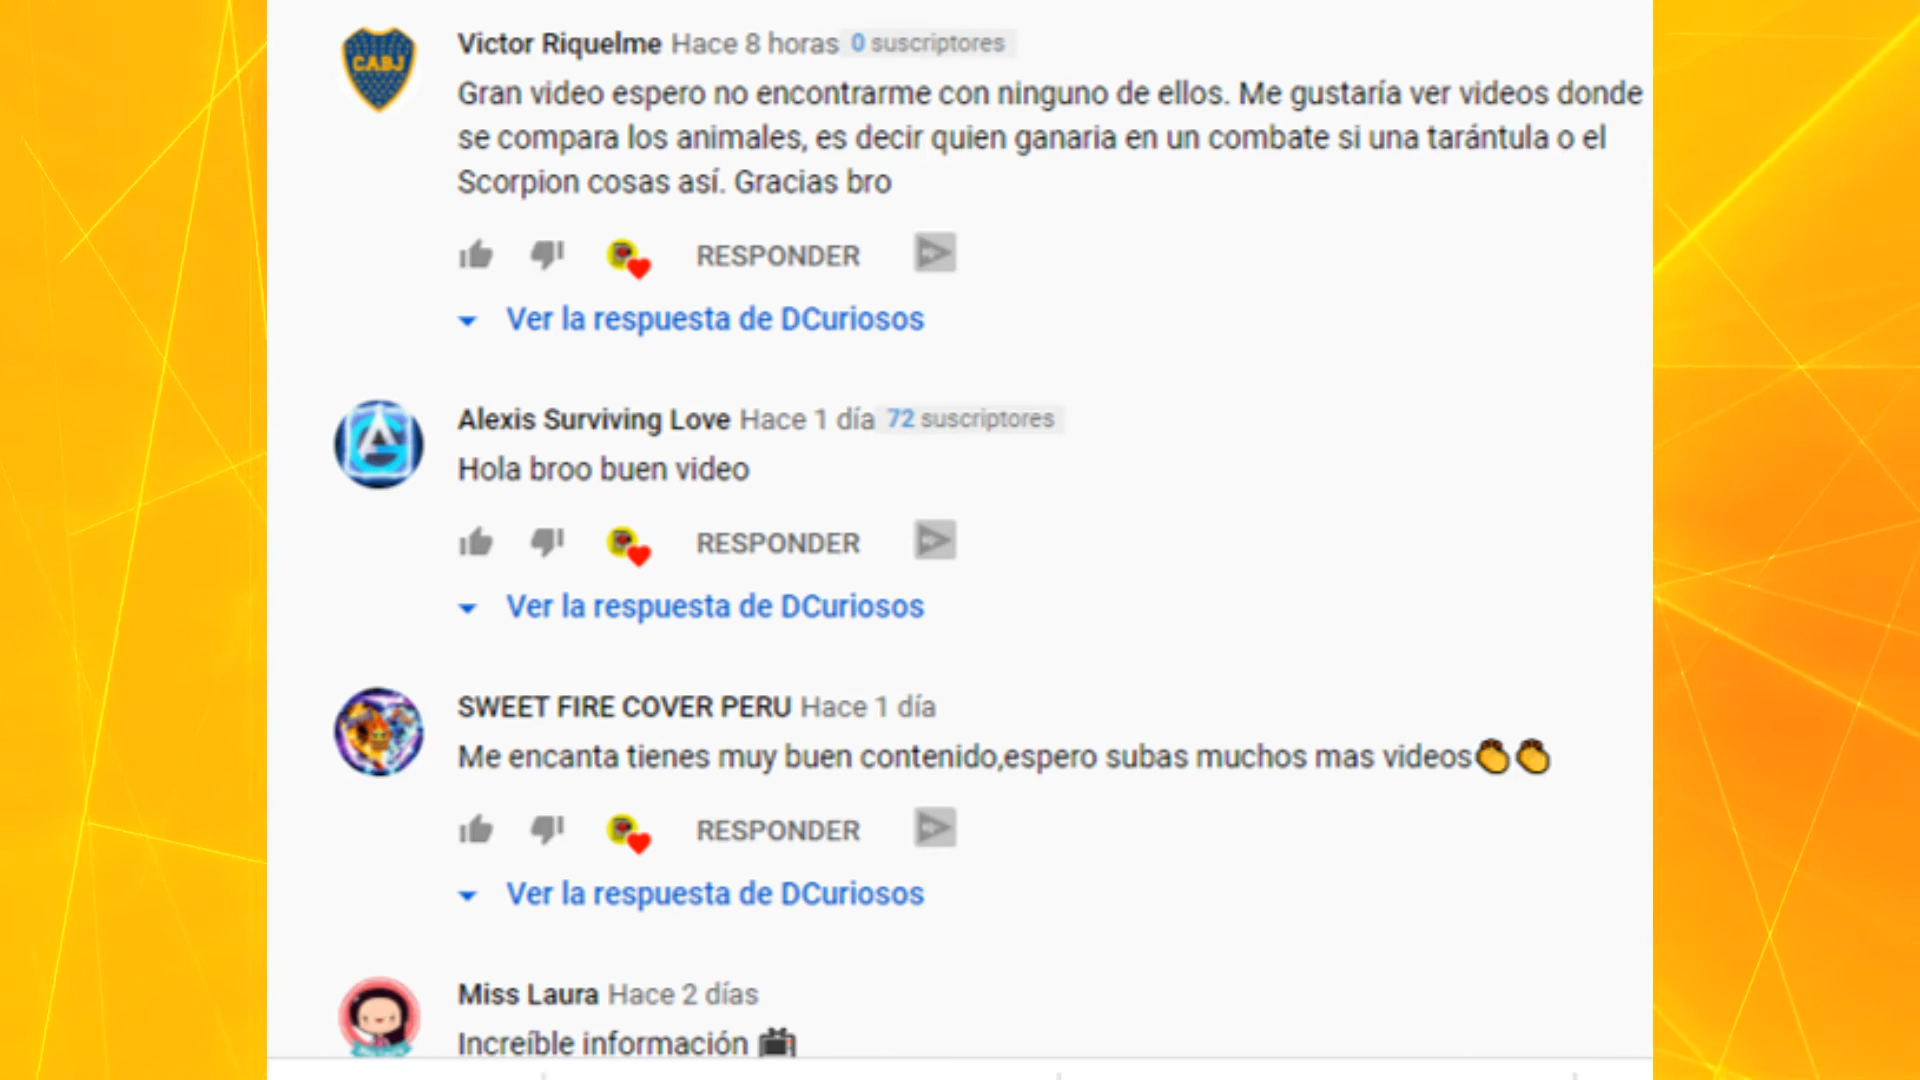 CABJ
Victor Riquelme Hace 8 horas 0 suscriptores
Gran video espero no encontrarme con ninguno de ellos. Me gustaría ver videos donde
se compara los animales, es decir quien ganaria en un combate si una tarántula o el
Scorpion cosas así. Gracias bro
RESPONDER
Ver la respuesta de DCuriosos
Alexis Surviving Love Hace 1 día 72 suscriptores
Hola broo buen video
RESPONDER
Ver la respuesta de DCuriosos
SWEET FIRE COVER PERU Hace 1 día
Me encanta tienes muy buen contenido,espero subas muchos mas videos👏👏
RESPONDER
Ver la respuesta de DCuriosos
Miss Laura Hace 2 días
Increíble información 📺